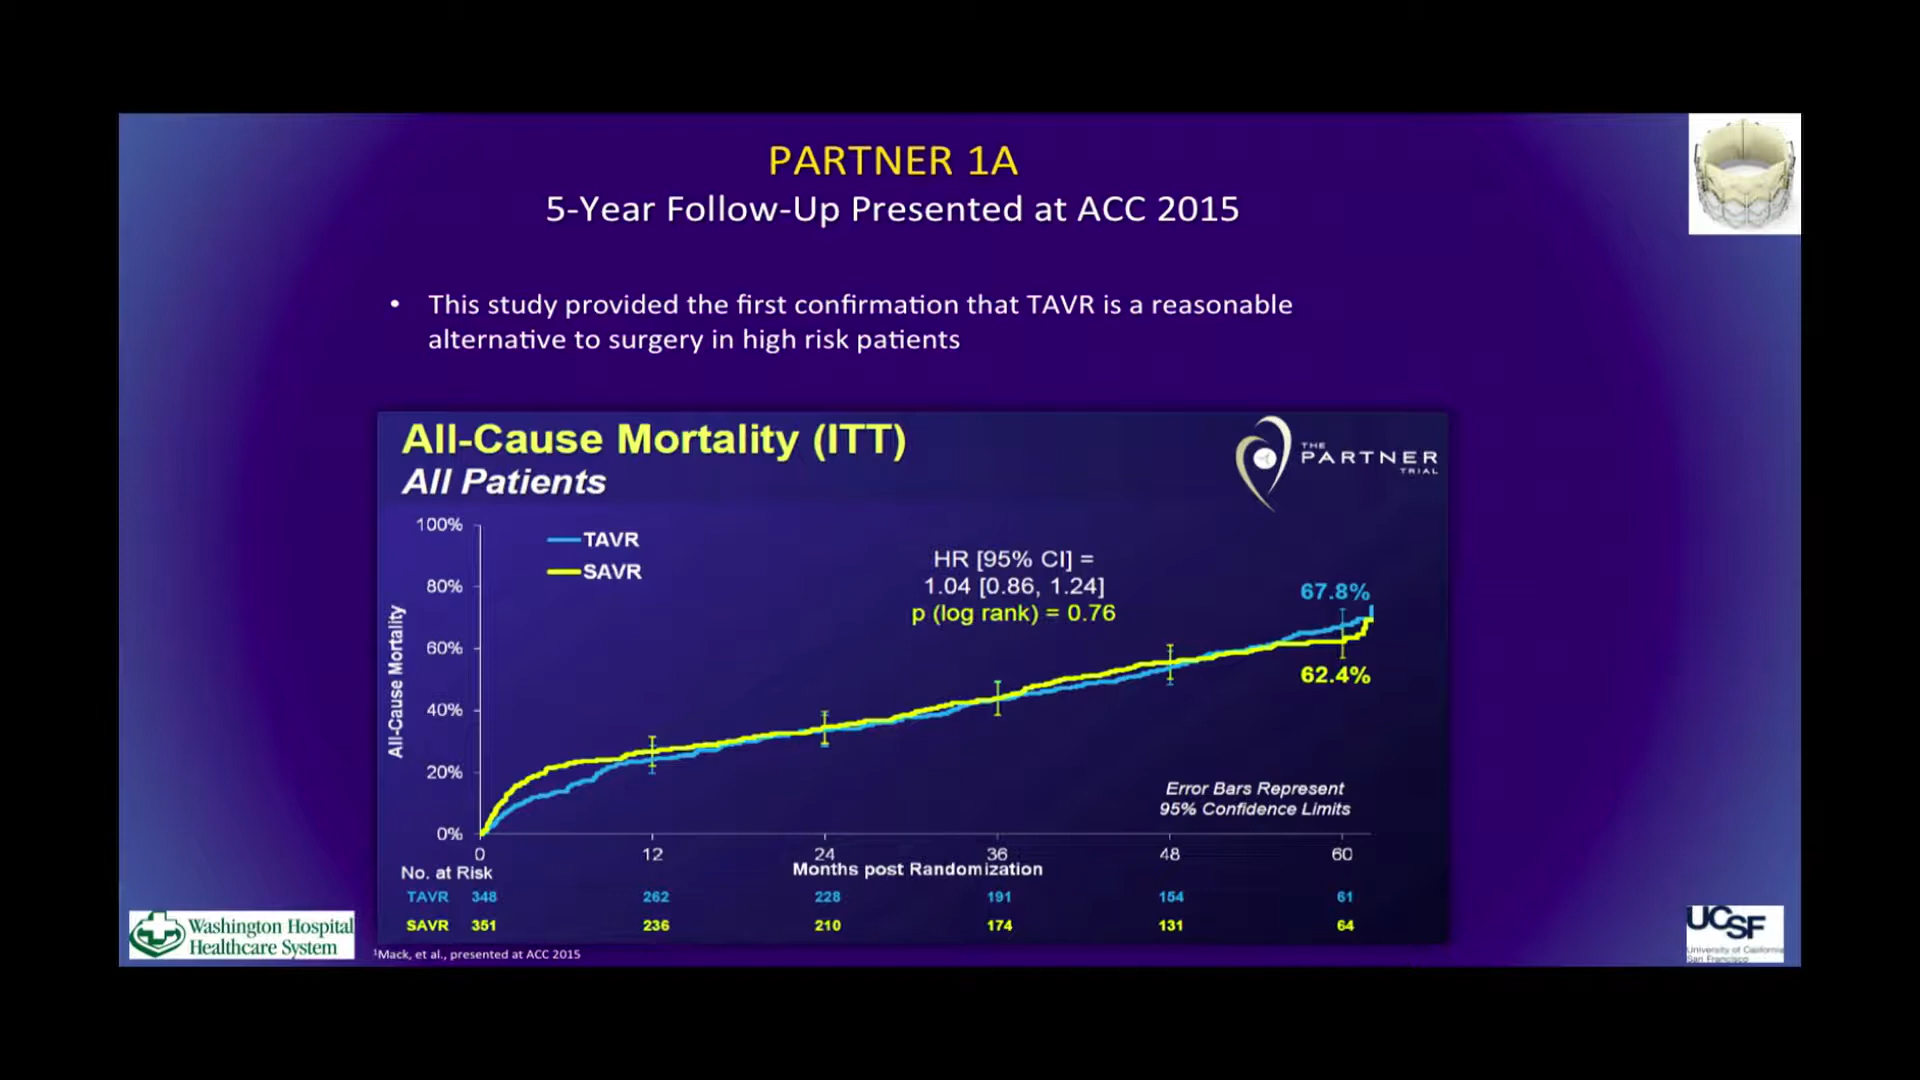 PARTNER 1A
5-Year Follow-Up Presented at ACC 2015
• This study provided the first confirmation that TAVR is a reasonable
alternative to surgery in high risk patients
All-Cause Mortality (ITT)
All Patients
THE
PARTNER
TRIAL
100%
80%
60%
40%
20%
0%
All-Cause Mortality
TAVR
SAVR
HR [95% CI] =
1.04 [0.86, 1.24]
p (log rank) = 0.76
67.8%
62.4%
Error Bars Represent
95% Confidence Limits
0 12 24 36 48 60
Months post Randomization
No. at Risk
TAVR 348 262 228 191 154 61
SAVR 351 236 210 174 131 64
¹Mack, et al., presented at ACC 2015
Washington Hospital
Healthcare System
UCSF
University of California
San Francisco